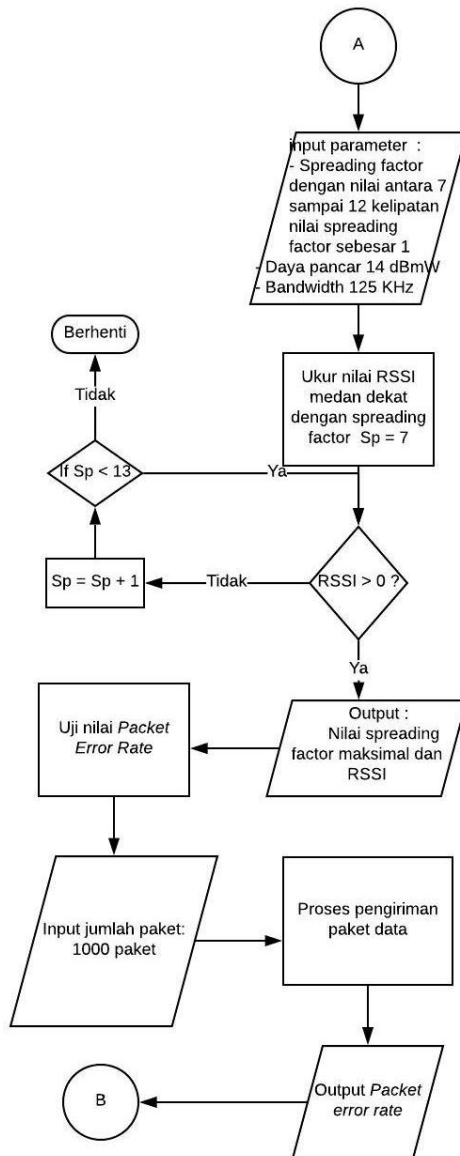 A
input parameter :
- Spreading factor
dengan nilai antara 7
sampai 12 kelipatan
nilai spreading
factor sebesar 1
- Daya pancar 14 dBmW
- Bandwidth 125 KHz
Ukur nilai RSSI
medan dekat
dengan spreading
factor Sp = 7
Berhenti
Tidak
If Sp < 13
Ya
Sp = Sp + 1
Tidak
RSSI > 0 ?
Ya
Output :
Nilai spreading
factor maksimal dan
RSSI
Uji nilai Packet
Error Rate
Input jumlah paket:
1000 paket
Proses pengiriman
paket data
Output Packet
error rate
B